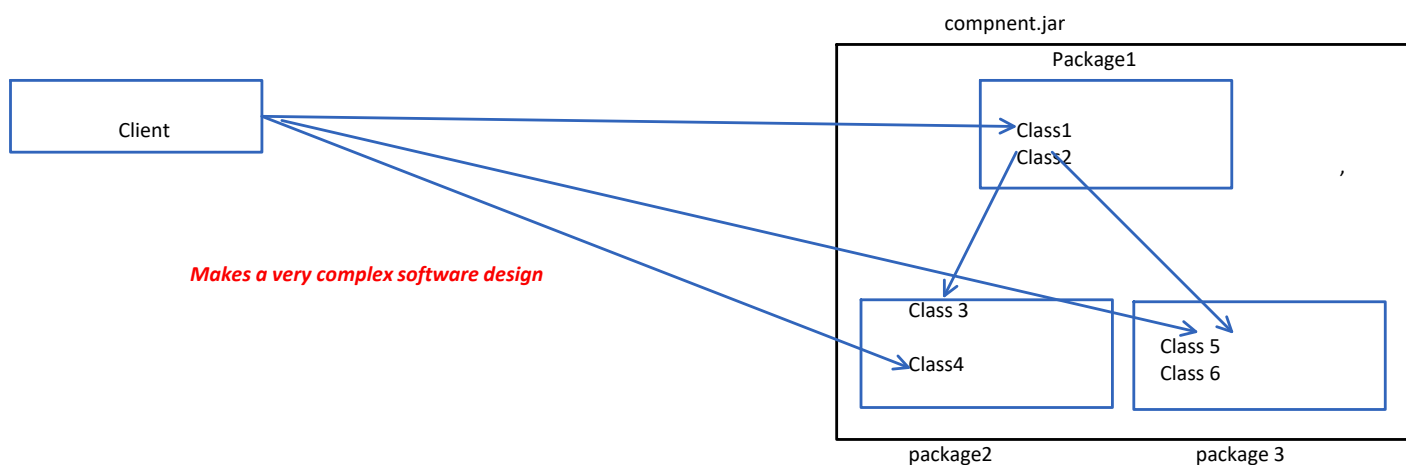 compnent.jar
Package1
Client
Class1
Class2
,
Makes a very complex software design
Class 3
Class4
Class 5
Class 6
package2
package 3